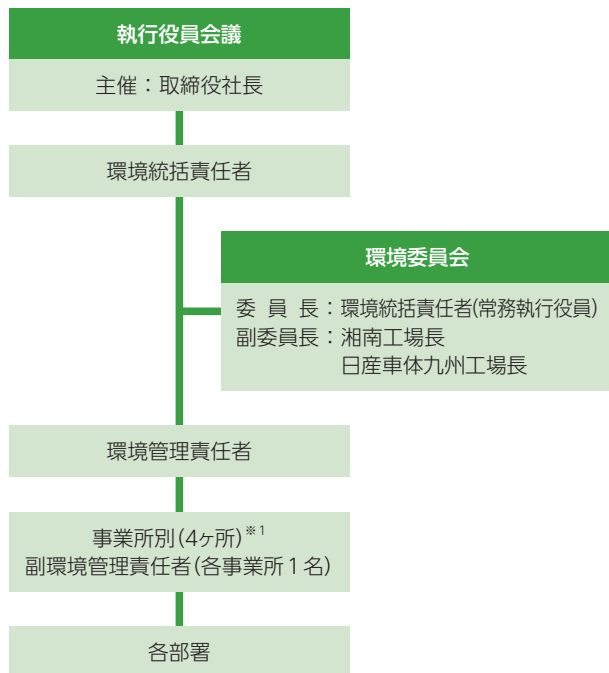 執行役員会議
主催：取締役社長
環境統括責任者
環境委員会
委員長：環境統括責任者(常務執行役員)
副委員長：湘南工場長
日産車体九州工場長
環境管理責任者
事業所別(4ヶ所)※1
副環境管理責任者(各事業所1名)
各部署